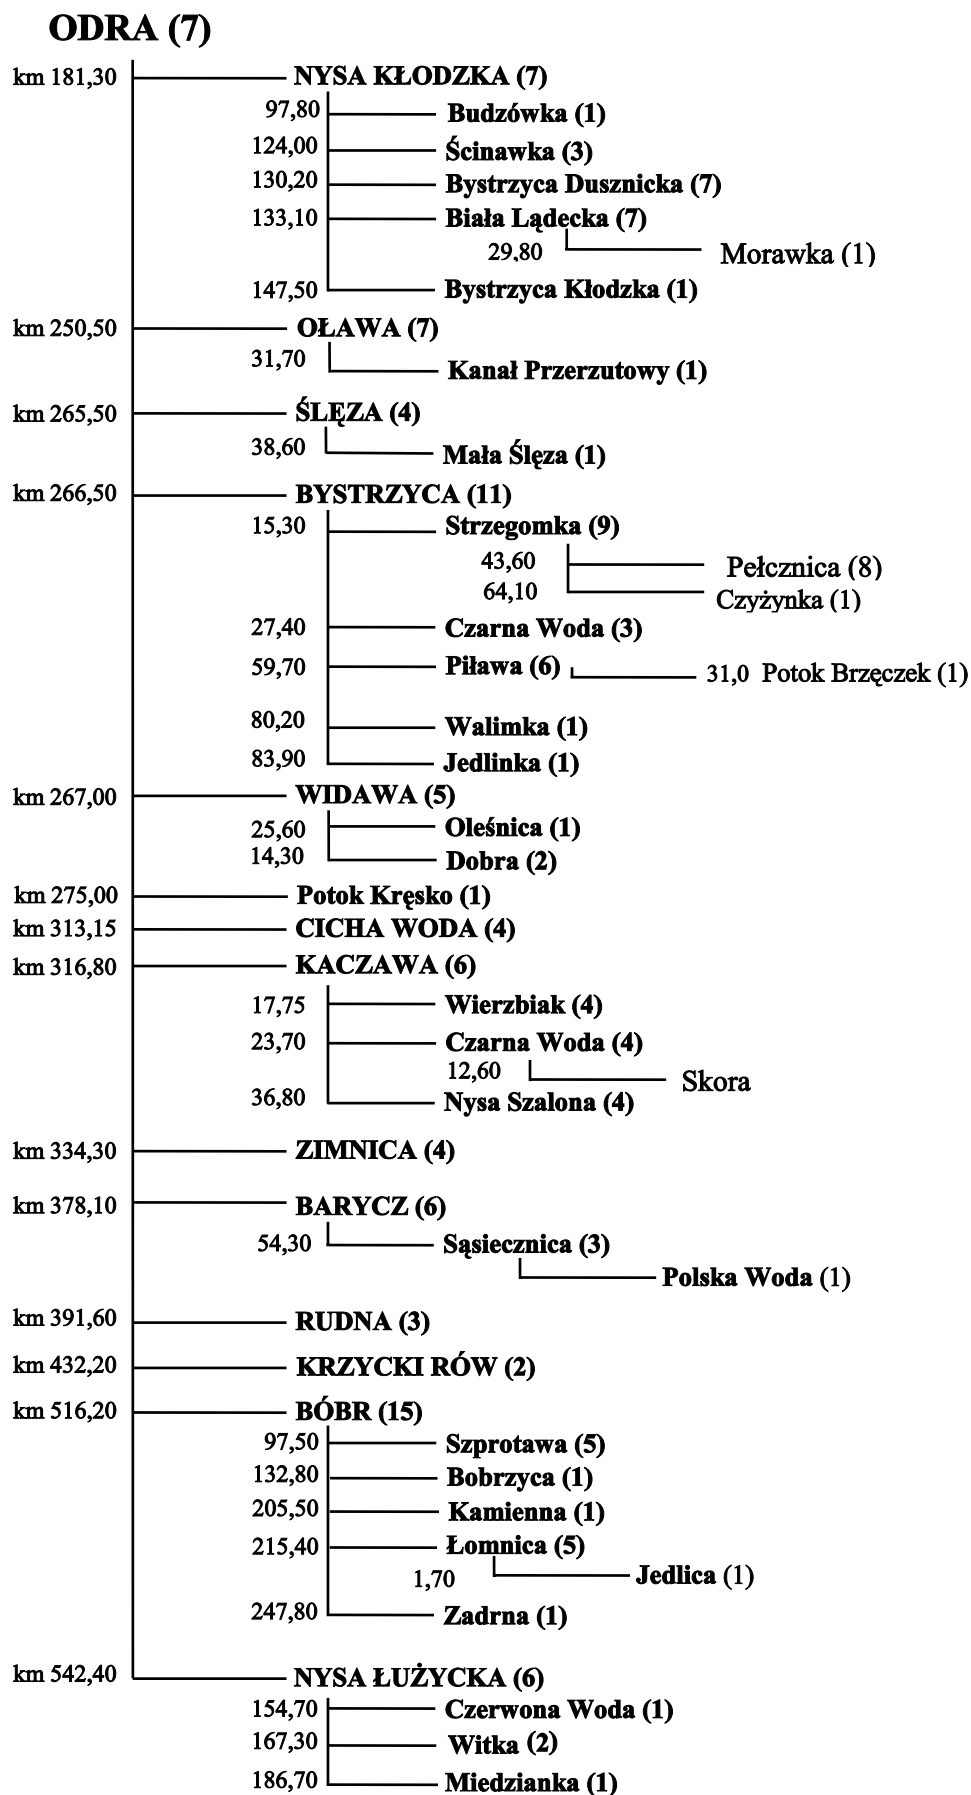 ODRA (7)
km 181,30 NYSA KŁODZKA (7)
97,80 Budzówka (1)
124,00 Ścinawka (3)
130,20 Bystrzyca Dusznicka (7)
133,10 Biała Lądecka (7)
29,80 Morawka (1)
147,50 Bystrzyca Kłodzka (1)
km 250,50 OŁAWA (7)
31,70 Kanał Przerzutowy (1)
km 265,50 ŚLĘZA (4)
38,60 Mała Ślęza (1)
km 266,50 BYSTRZYCA (11)
15,30 Strzegomka (9)
43,60 Pełcznica (8)
64,10 Czyżynka (1)
27,40 Czarna Woda (3)
59,70 Piława (6) 31,0 Potok Brzęczek (1)
80,20 Walimka (1)
83,90 Jedlinka (1)
km 267,00 WIDAWA (5)
25,60 Oleśnica (1)
14,30 Dobra (2)
km 275,00 Potok Kręsko (1)
km 313,15 CICHA WODA (4)
km 316,80 KACZAWA (6)
17,75 Wierzbiak (4)
23,70 Czarna Woda (4)
12,60 Skora
36,80 Nysa Szalona (4)
km 334,30 ZIMNICA (4)
km 378,10 BARYCZ (6)
54,30 Sąsiecznica (3)
Polska Woda (1)
km 391,60 RUDNA (3)
km 432,20 KRZYCKI RÓW (2)
km 516,20 BÓBR (15)
97,50 Szprotawa (5)
132,80 Bobrzyca (1)
205,50 Kamienna (1)
215,40 Łomnica (5)
1,70 Jedlica (1)
247,80 Zadrna (1)
km 542,40 NYSA ŁUŻYCKA (6)
154,70 Czerwona Woda (1)
167,30 Witka (2)
186,70 Miedzianka (1)